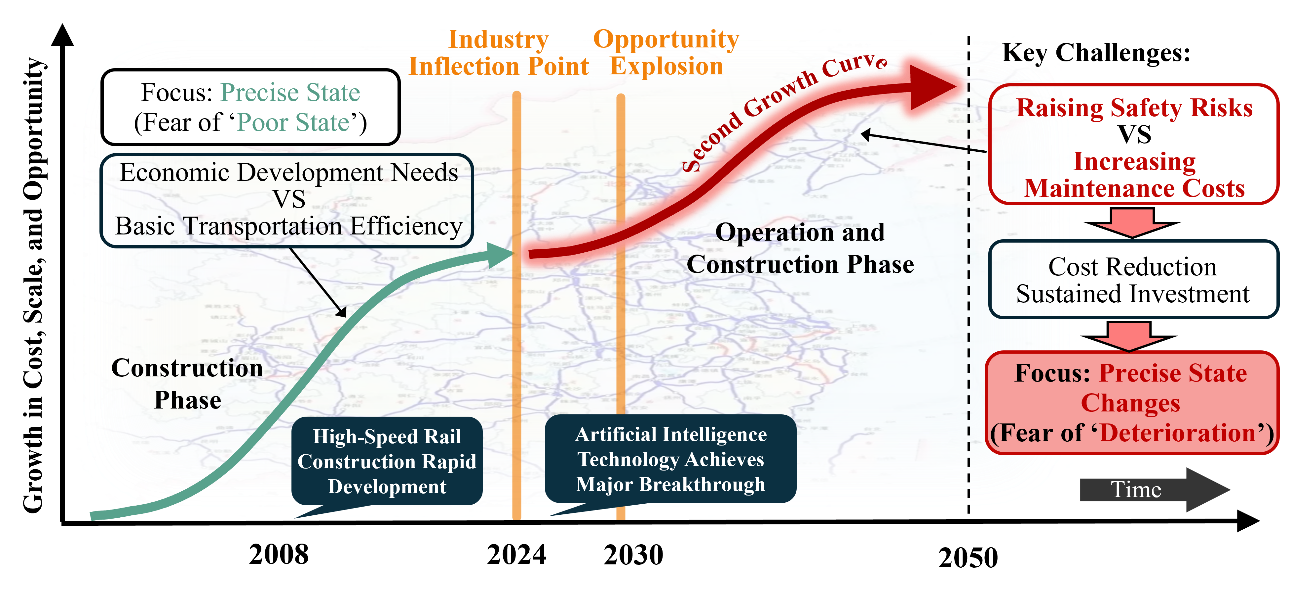 Growth in Cost, Scale, and Opportunity
Focus: Precise State
(Fear of ‘Poor State’)
Economic Development Needs
VS
Basic Transportation Efficiency
Construction
Phase
High-Speed Rail
Construction Rapid
Development
Industry
Inflection Point
Opportunity
Explosion
Second Growth Curve
Operation and
Construction Phase
Artificial Intelligence
Technology Achieves
Major Breakthrough
Key Challenges:
Raising Safety Risks
VS
Increasing
Maintenance Costs
Cost Reduction
Sustained Investment
Focus: Precise State
Changes
(Fear of ‘Deterioration’)
Time
2008
2024
2030
2050